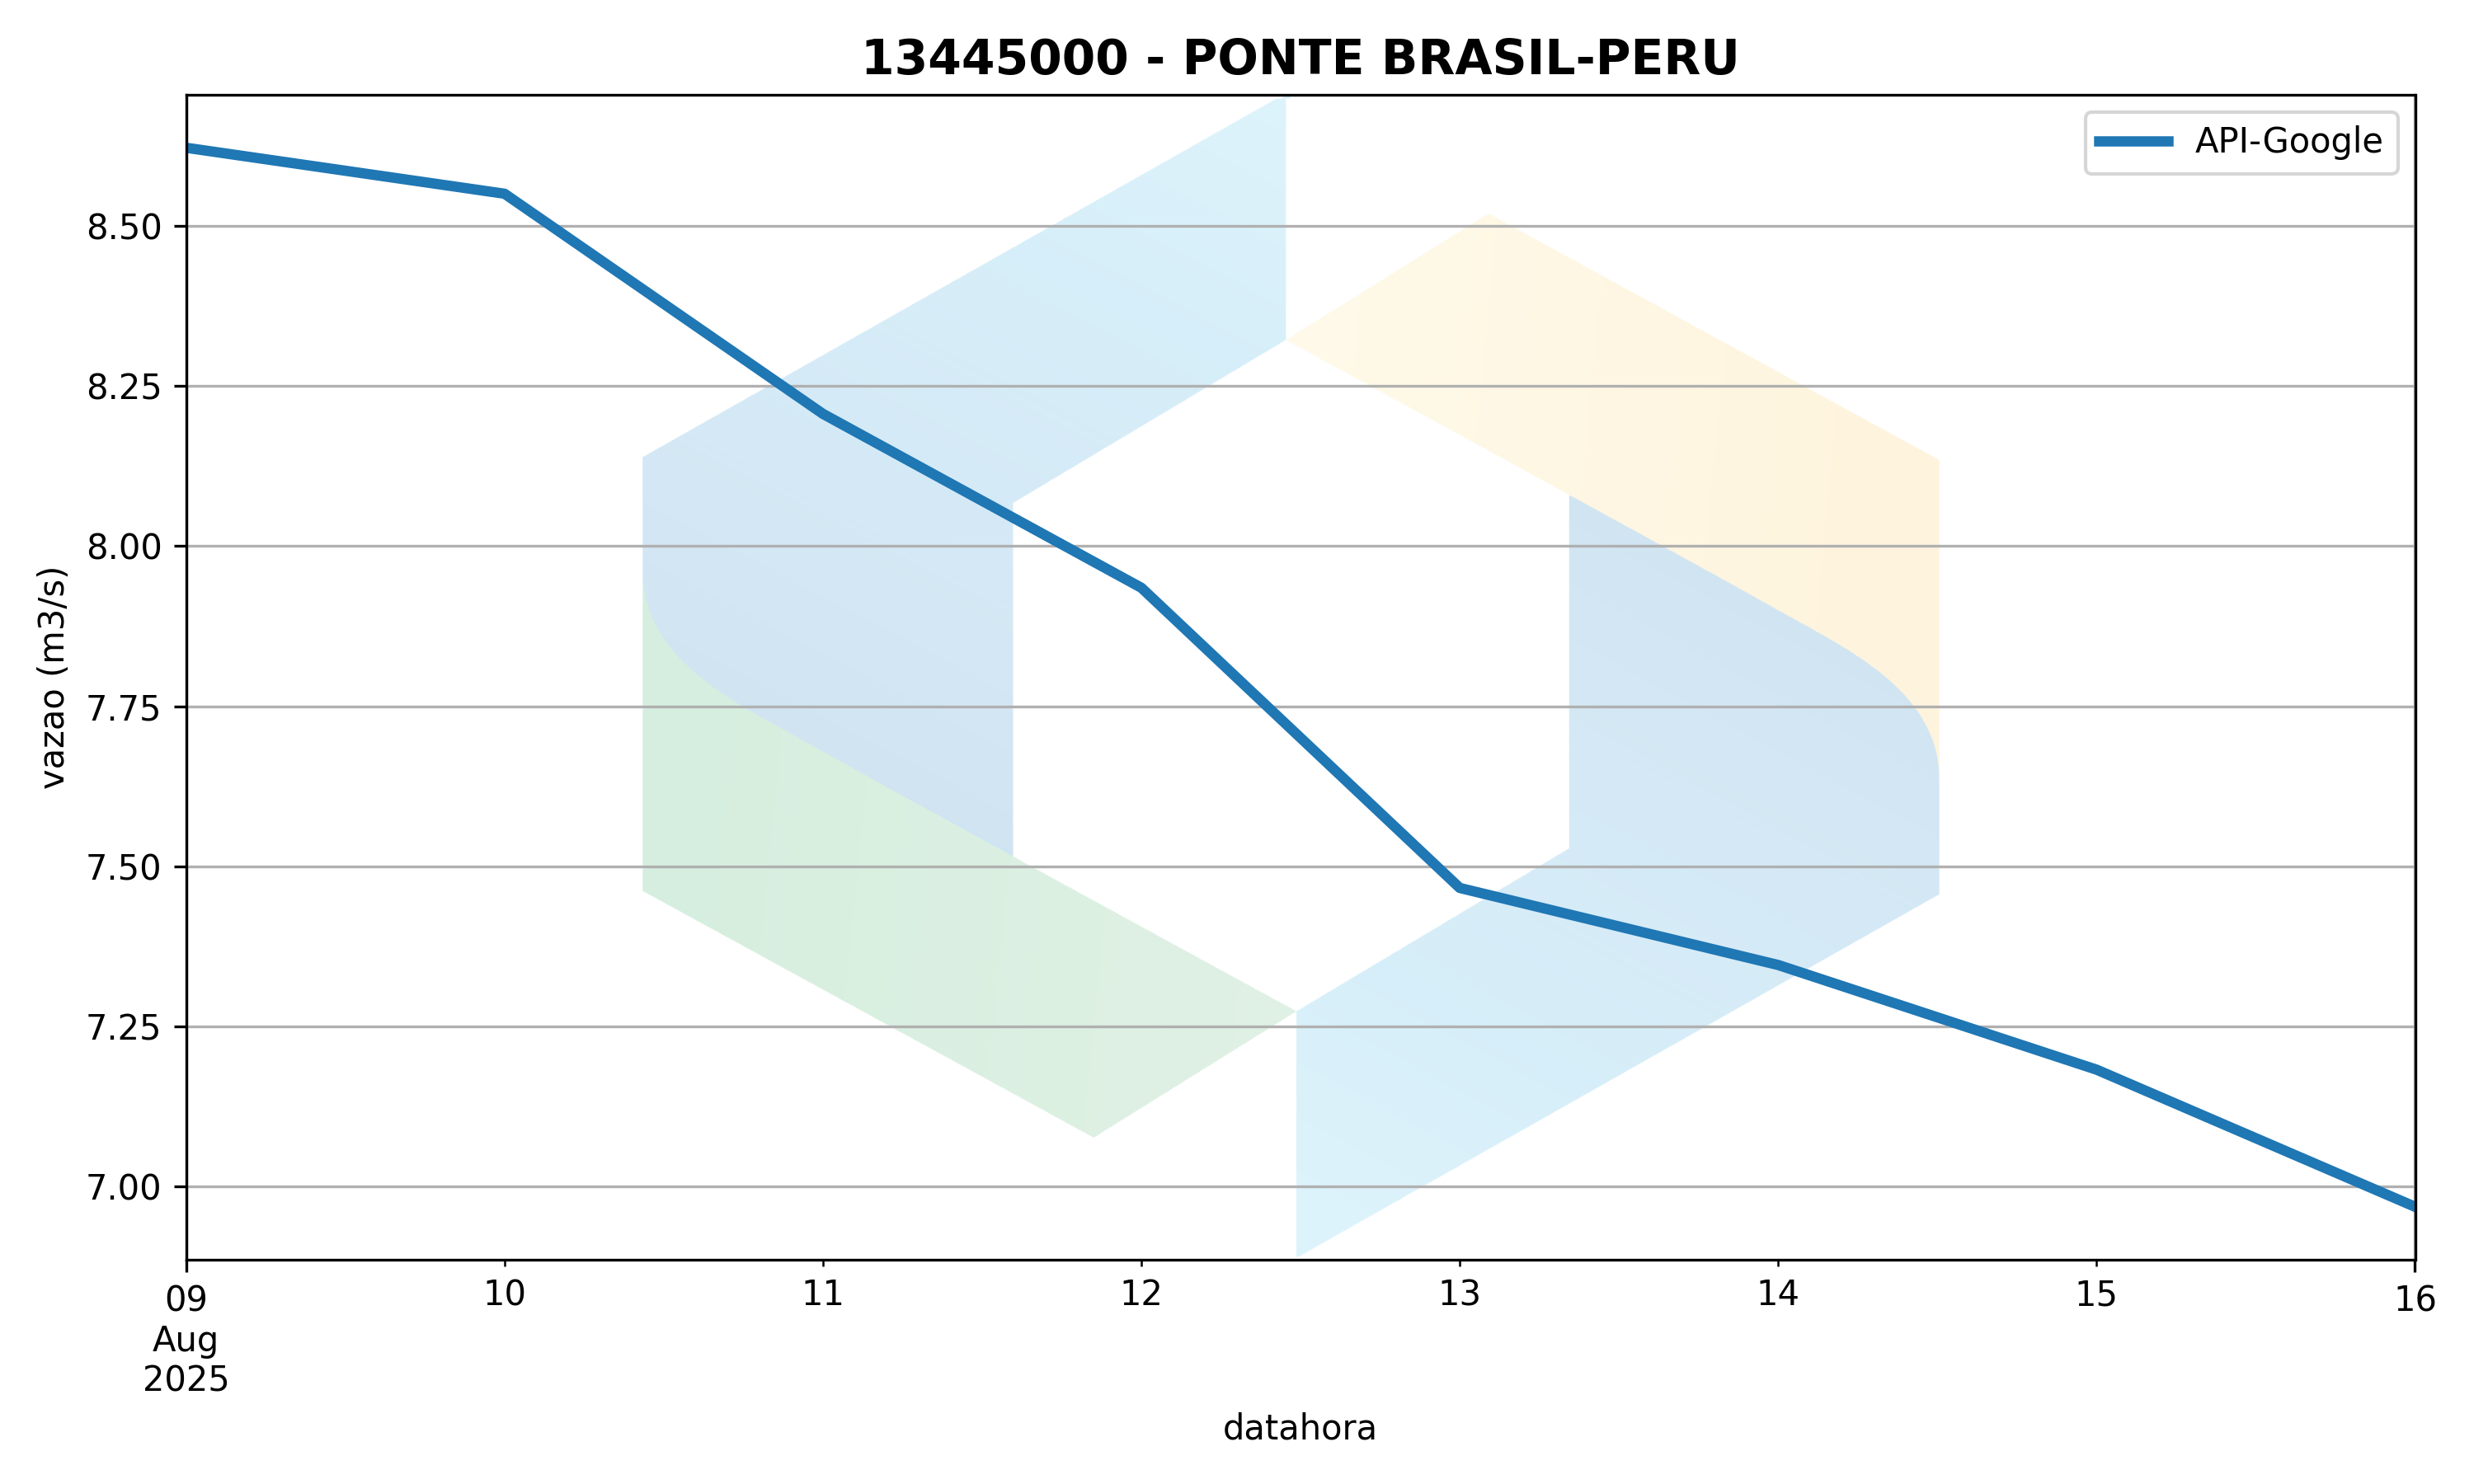 13445000 - PONTE BRASIL-PERU
API-Google
vazao (m3/s)
8.50
8.25
8.00
7.75
7.50
7.25
7.00
09 10 11 12 13 14 15 16
Aug
2025
datahora